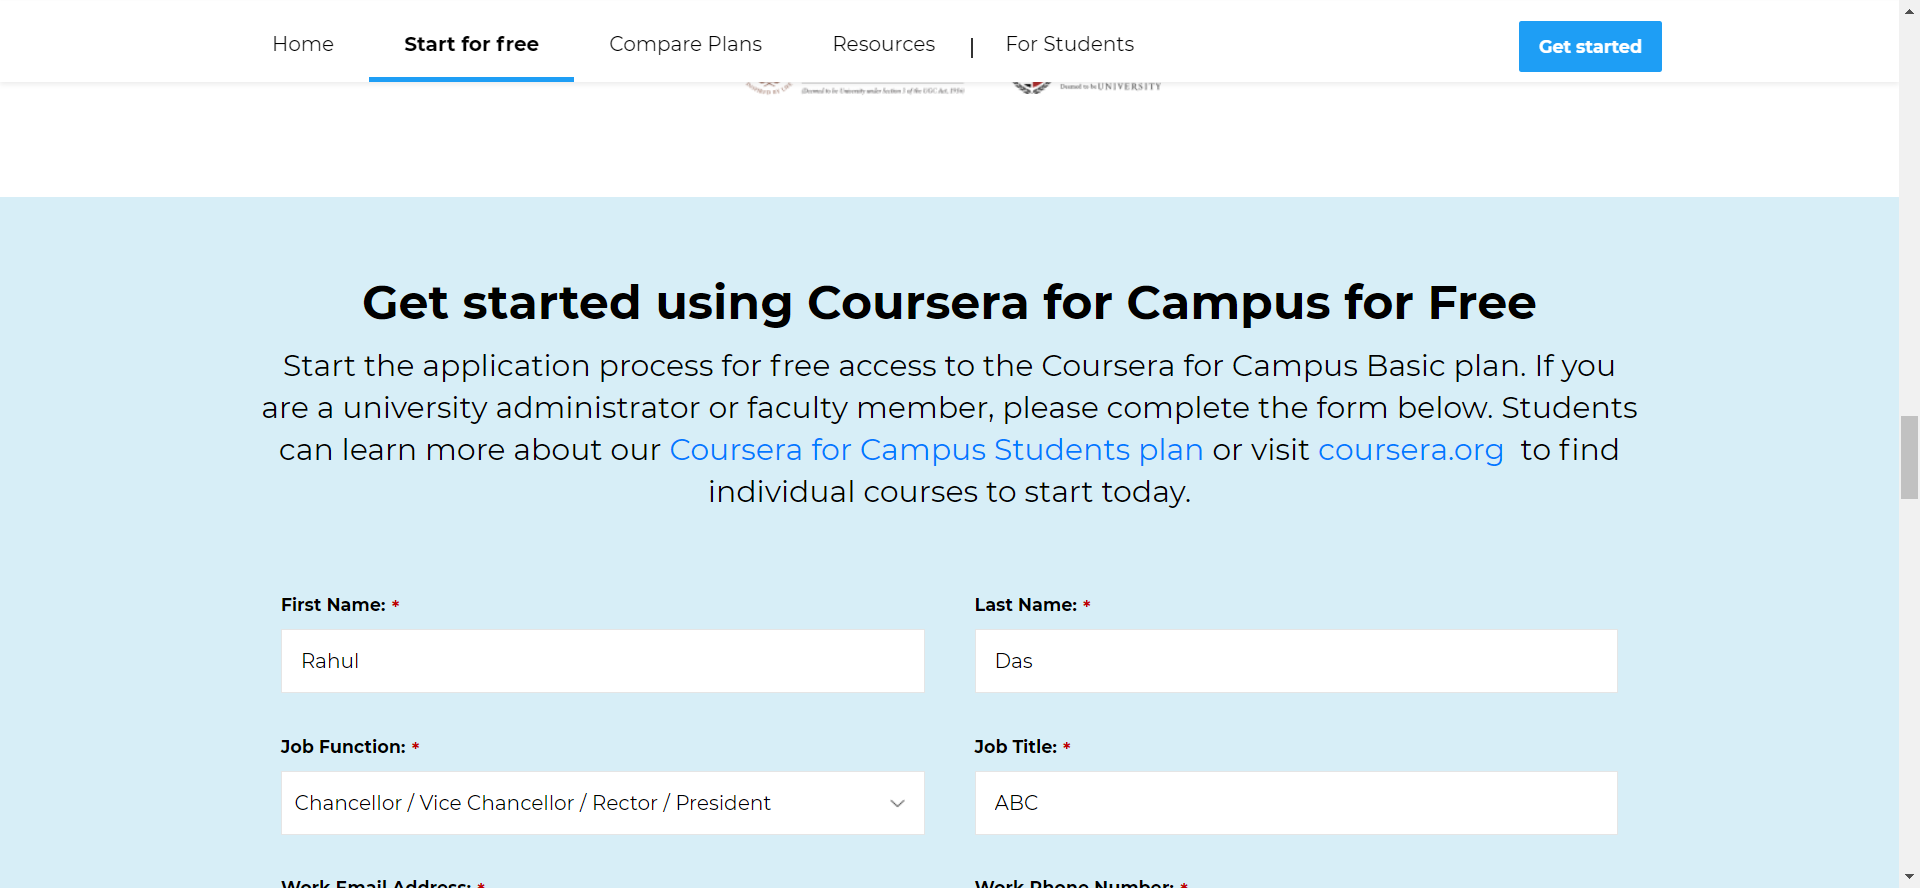 Home Start for free Compare Plans Resources | For Students Get started
(Deemed to be University under Section 3 of the UGC Act, 1956)
Deemed to be UNIVERSITY
Get started using Coursera for Campus for Free
Start the application process for free access to the Coursera for Campus Basic plan. If you
are a university administrator or faculty member, please complete the form below. Students
can learn more about our Coursera for Campus Students plan or visit coursera.org to find
individual courses to start today.
First Name: * Last Name: *
Rahul Das
Job Function: * Job Title: *
Chancellor / Vice Chancellor / Rector / President ABC
Work Email Address: * Work Phone Number: *